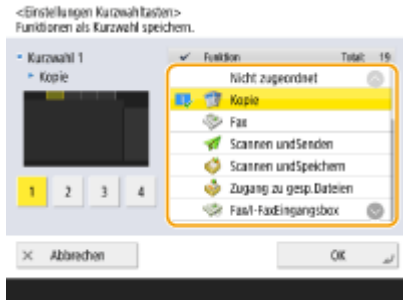 <Einstellungen Kurzwahltasten>
Funktionen als Kurzwahl speichern.
Kurzwahl 1
Kopie
Funktion Total: 19
Nicht zugeordnet
Kopie
Fax
Scannen undSenden
Scannen undSpeichern
Zugang zu gesp.Dateien
Fax/I-FaxEingangsbox
1 2 3 4
Abbrechen
OK